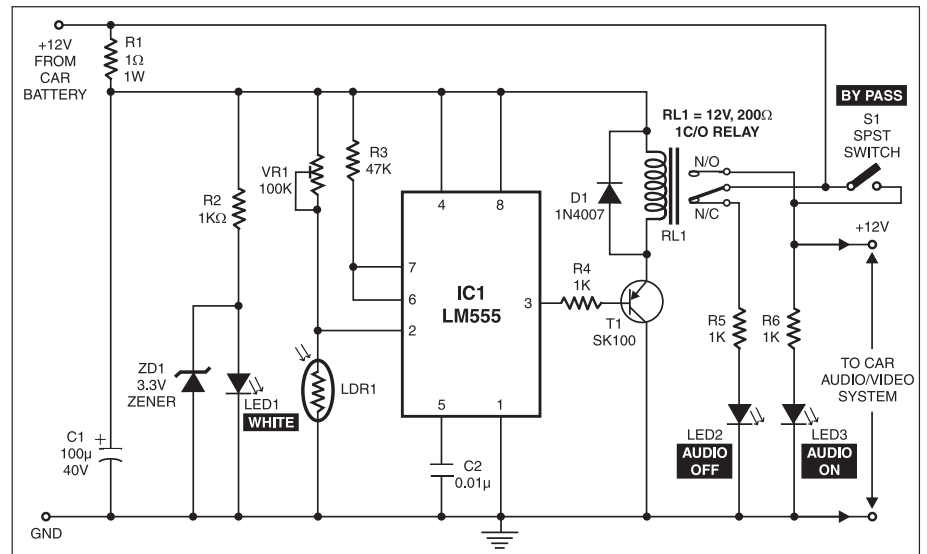 +12V
FROM
CAR
BATTERY
R1
1Ω
1W
BY PASS
S1
SPST
SWITCH
RL1 = 12V, 200Ω
1C/O RELAY
N/O
N/C
RL1
D1
1N4007
VR1
100K
R3
47K
R2
1KΩ
4
8
7
6
2
3
5
1
IC1
LM555
R4
1K
T1
SK100
+12V
R5
1K
R6
1K
ZD1
3.3V
ZENER
LED1
WHITE
LDR1
TO CAR
AUDIO/VIDEO
SYSTEM
LED2
AUDIO
OFF
LED3
AUDIO
ON
C1
100µ
40V
+
C2
0.01µ
GND